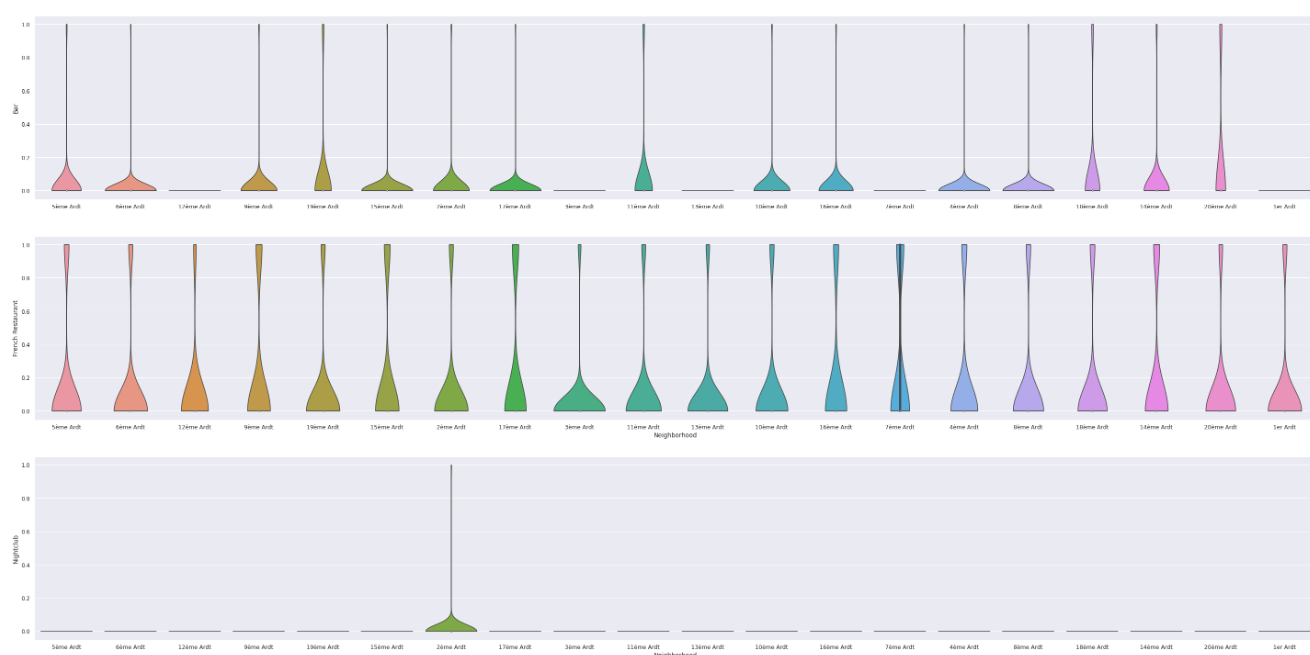 1.0
0.8
0.6
0.4
0.2
0.0
Bar
5ème Ardt 6ème Ardt 12ème Ardt 9ème Ardt 19ème Ardt 15ème Ardt 2ème Ardt 17ème Ardt 3ème Ardt 11ème Ardt 13ème Ardt 10ème Ardt 16ème Ardt 7ème Ardt 4ème Ardt 8ème Ardt 18ème Ardt 14ème Ardt 20ème Ardt 1er Ardt
1.0
0.8
0.6
0.4
0.2
0.0
French Restaurant
5ème Ardt 6ème Ardt 12ème Ardt 9ème Ardt 19ème Ardt 15ème Ardt 2ème Ardt 17ème Ardt 3ème Ardt 11ème Ardt 13ème Ardt 10ème Ardt 16ème Ardt 7ème Ardt 4ème Ardt 8ème Ardt 18ème Ardt 14ème Ardt 20ème Ardt 1er Ardt
Neighborhood
1.0
0.8
0.6
0.4
0.2
0.0
Nightclub
5ème Ardt 6ème Ardt 12ème Ardt 9ème Ardt 19ème Ardt 15ème Ardt 2ème Ardt 17ème Ardt 3ème Ardt 11ème Ardt 13ème Ardt 10ème Ardt 16ème Ardt 7ème Ardt 4ème Ardt 8ème Ardt 18ème Ardt 14ème Ardt 20ème Ardt 1er Ardt
Neighborhood